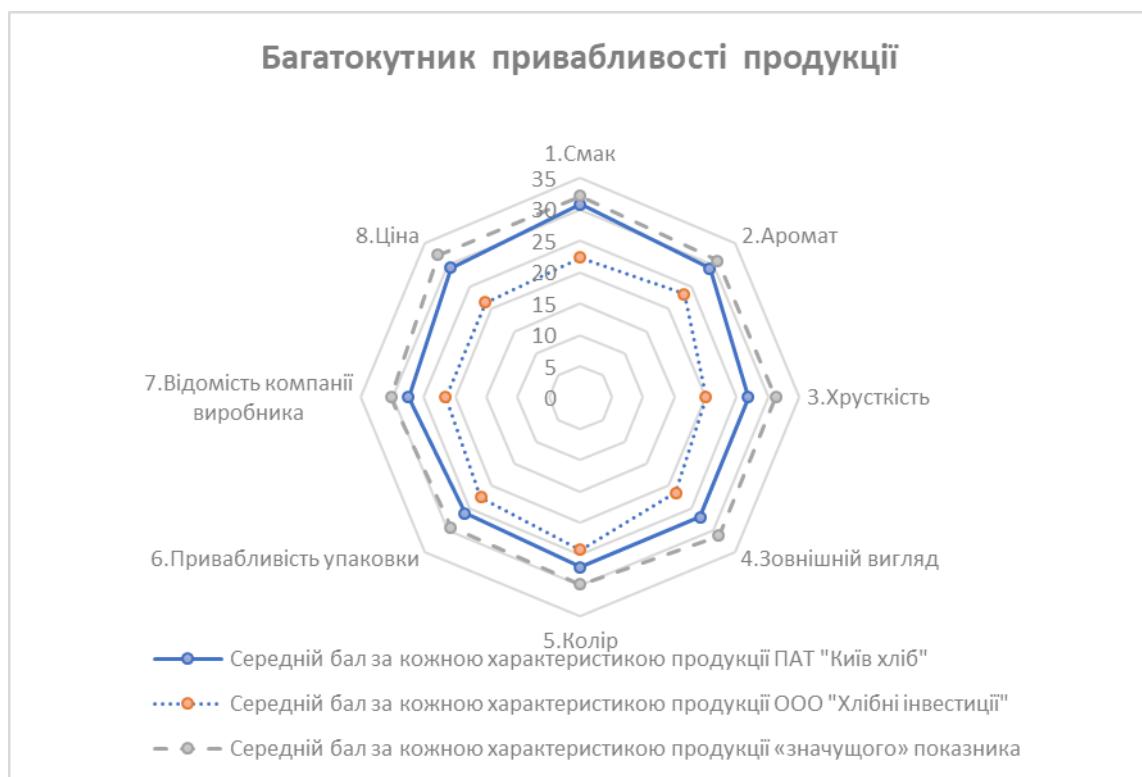 Багатокутник привабливості продукції
1.Смак
35
30
25
20
15
10
5
0
2.Аромат
3.Хрусткість
4.Зовнішній вигляд
5.Колір
6.Привабливість упаковки
7.Відомість компанії
виробника
8.Ціна
Середній бал за кожною характеристикою продукції ПАТ "Київ хліб"
Середній бал за кожною характеристикою продукції ООО "Хлібні інвестиції"
Середній бал за кожною характеристикою продукції «значущого» показника